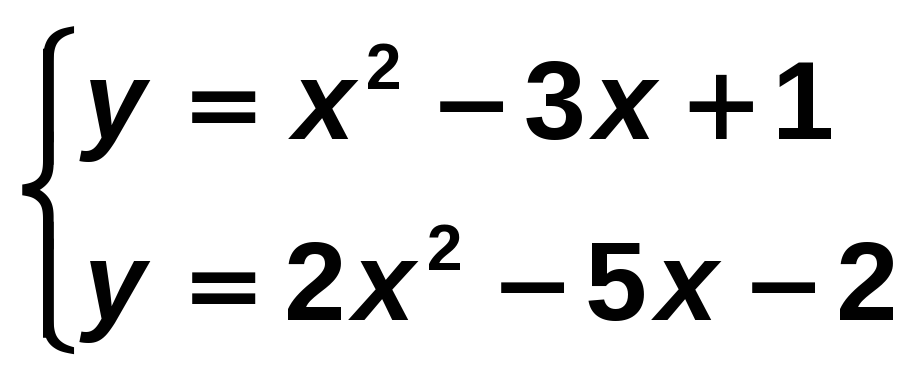 y = x² − 3x + 1
y = 2x² − 5x − 2